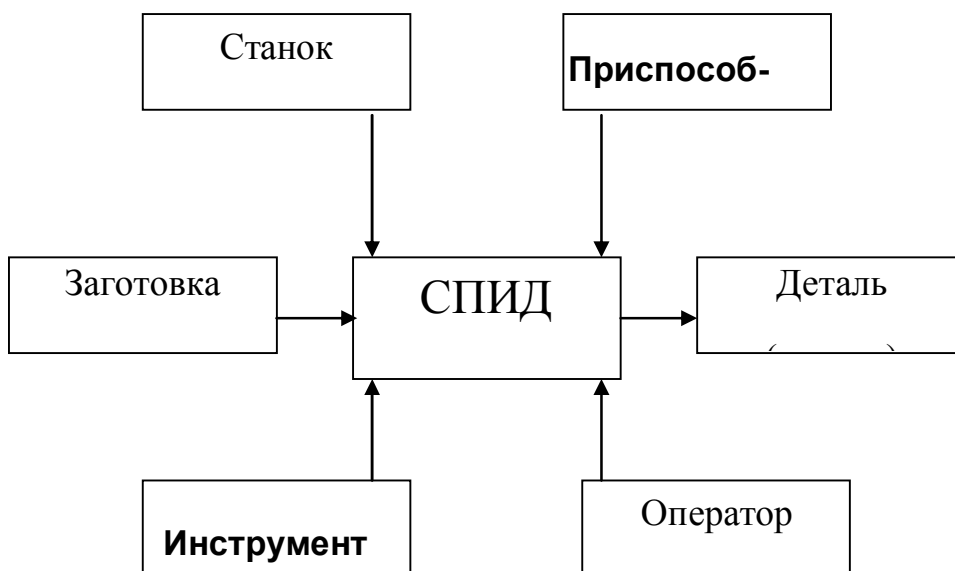 Станок
Приспособ-
Заготовка
СПИД
Деталь
Инструмент
Оператор